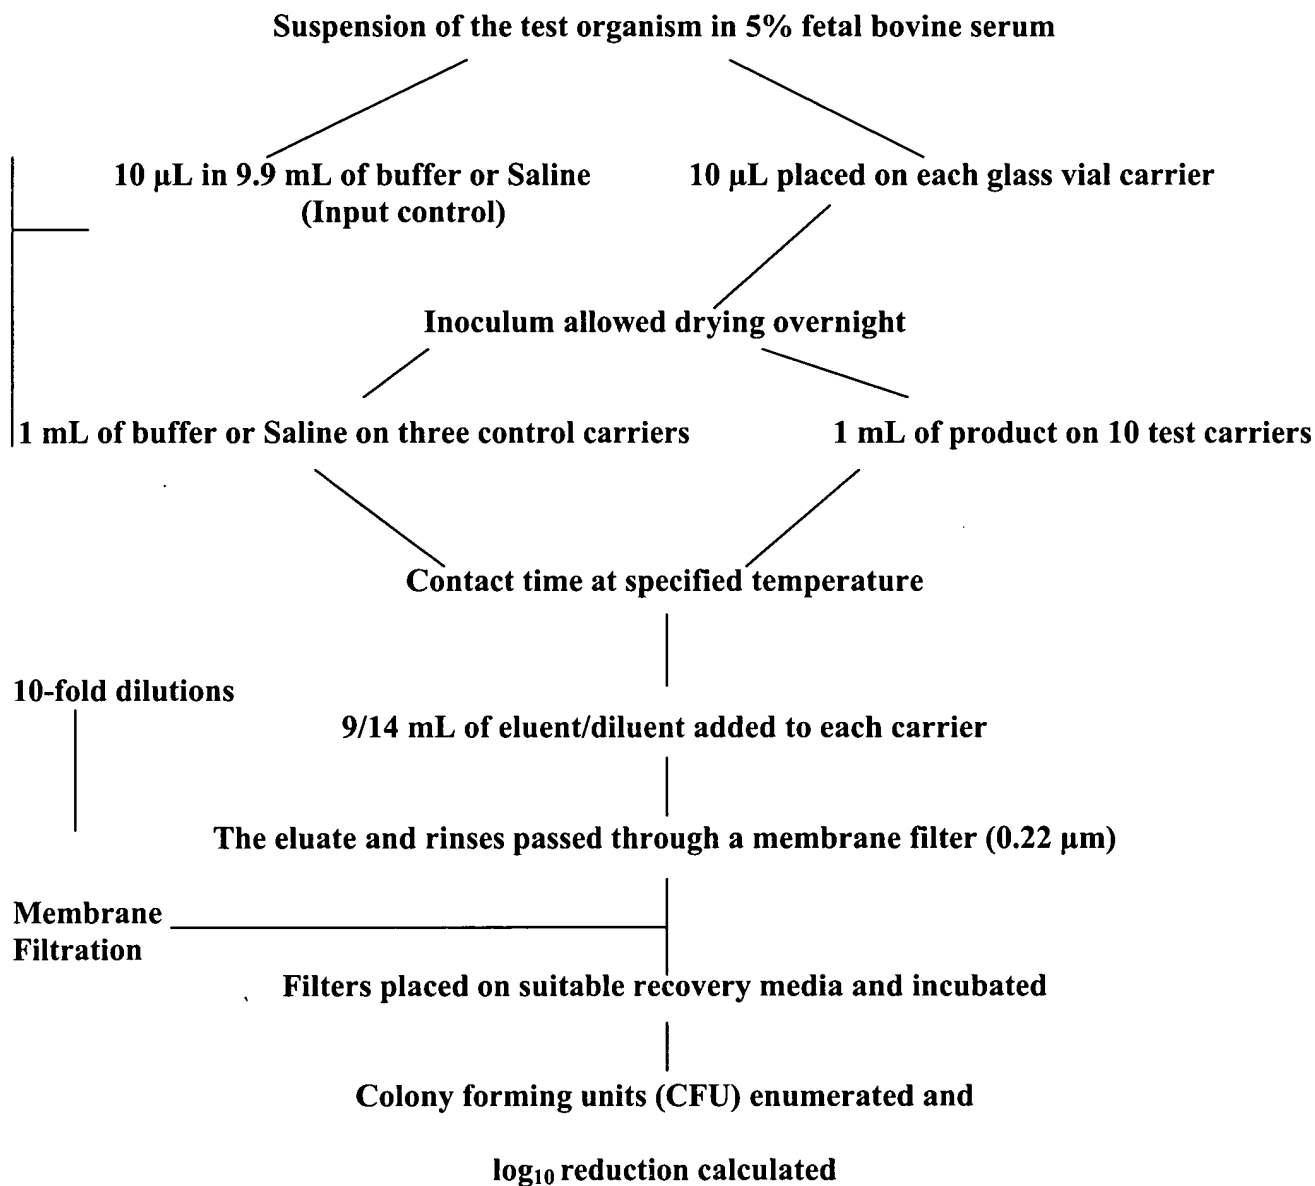 Suspension of the test organism in 5% fetal bovine serum
10 µL in 9.9 mL of buffer or Saline
(Input control)
10 µL placed on each glass vial carrier
Inoculum allowed drying overnight
1 mL of buffer or Saline on three control carriers
1 mL of product on 10 test carriers
Contact time at specified temperature
10-fold dilutions
9/14 mL of eluent/diluent added to each carrier
The eluate and rinses passed through a membrane filter (0.22 µm)
Membrane
Filtration
Filters placed on suitable recovery media and incubated
Colony forming units (CFU) enumerated and
log₁₀ reduction calculated